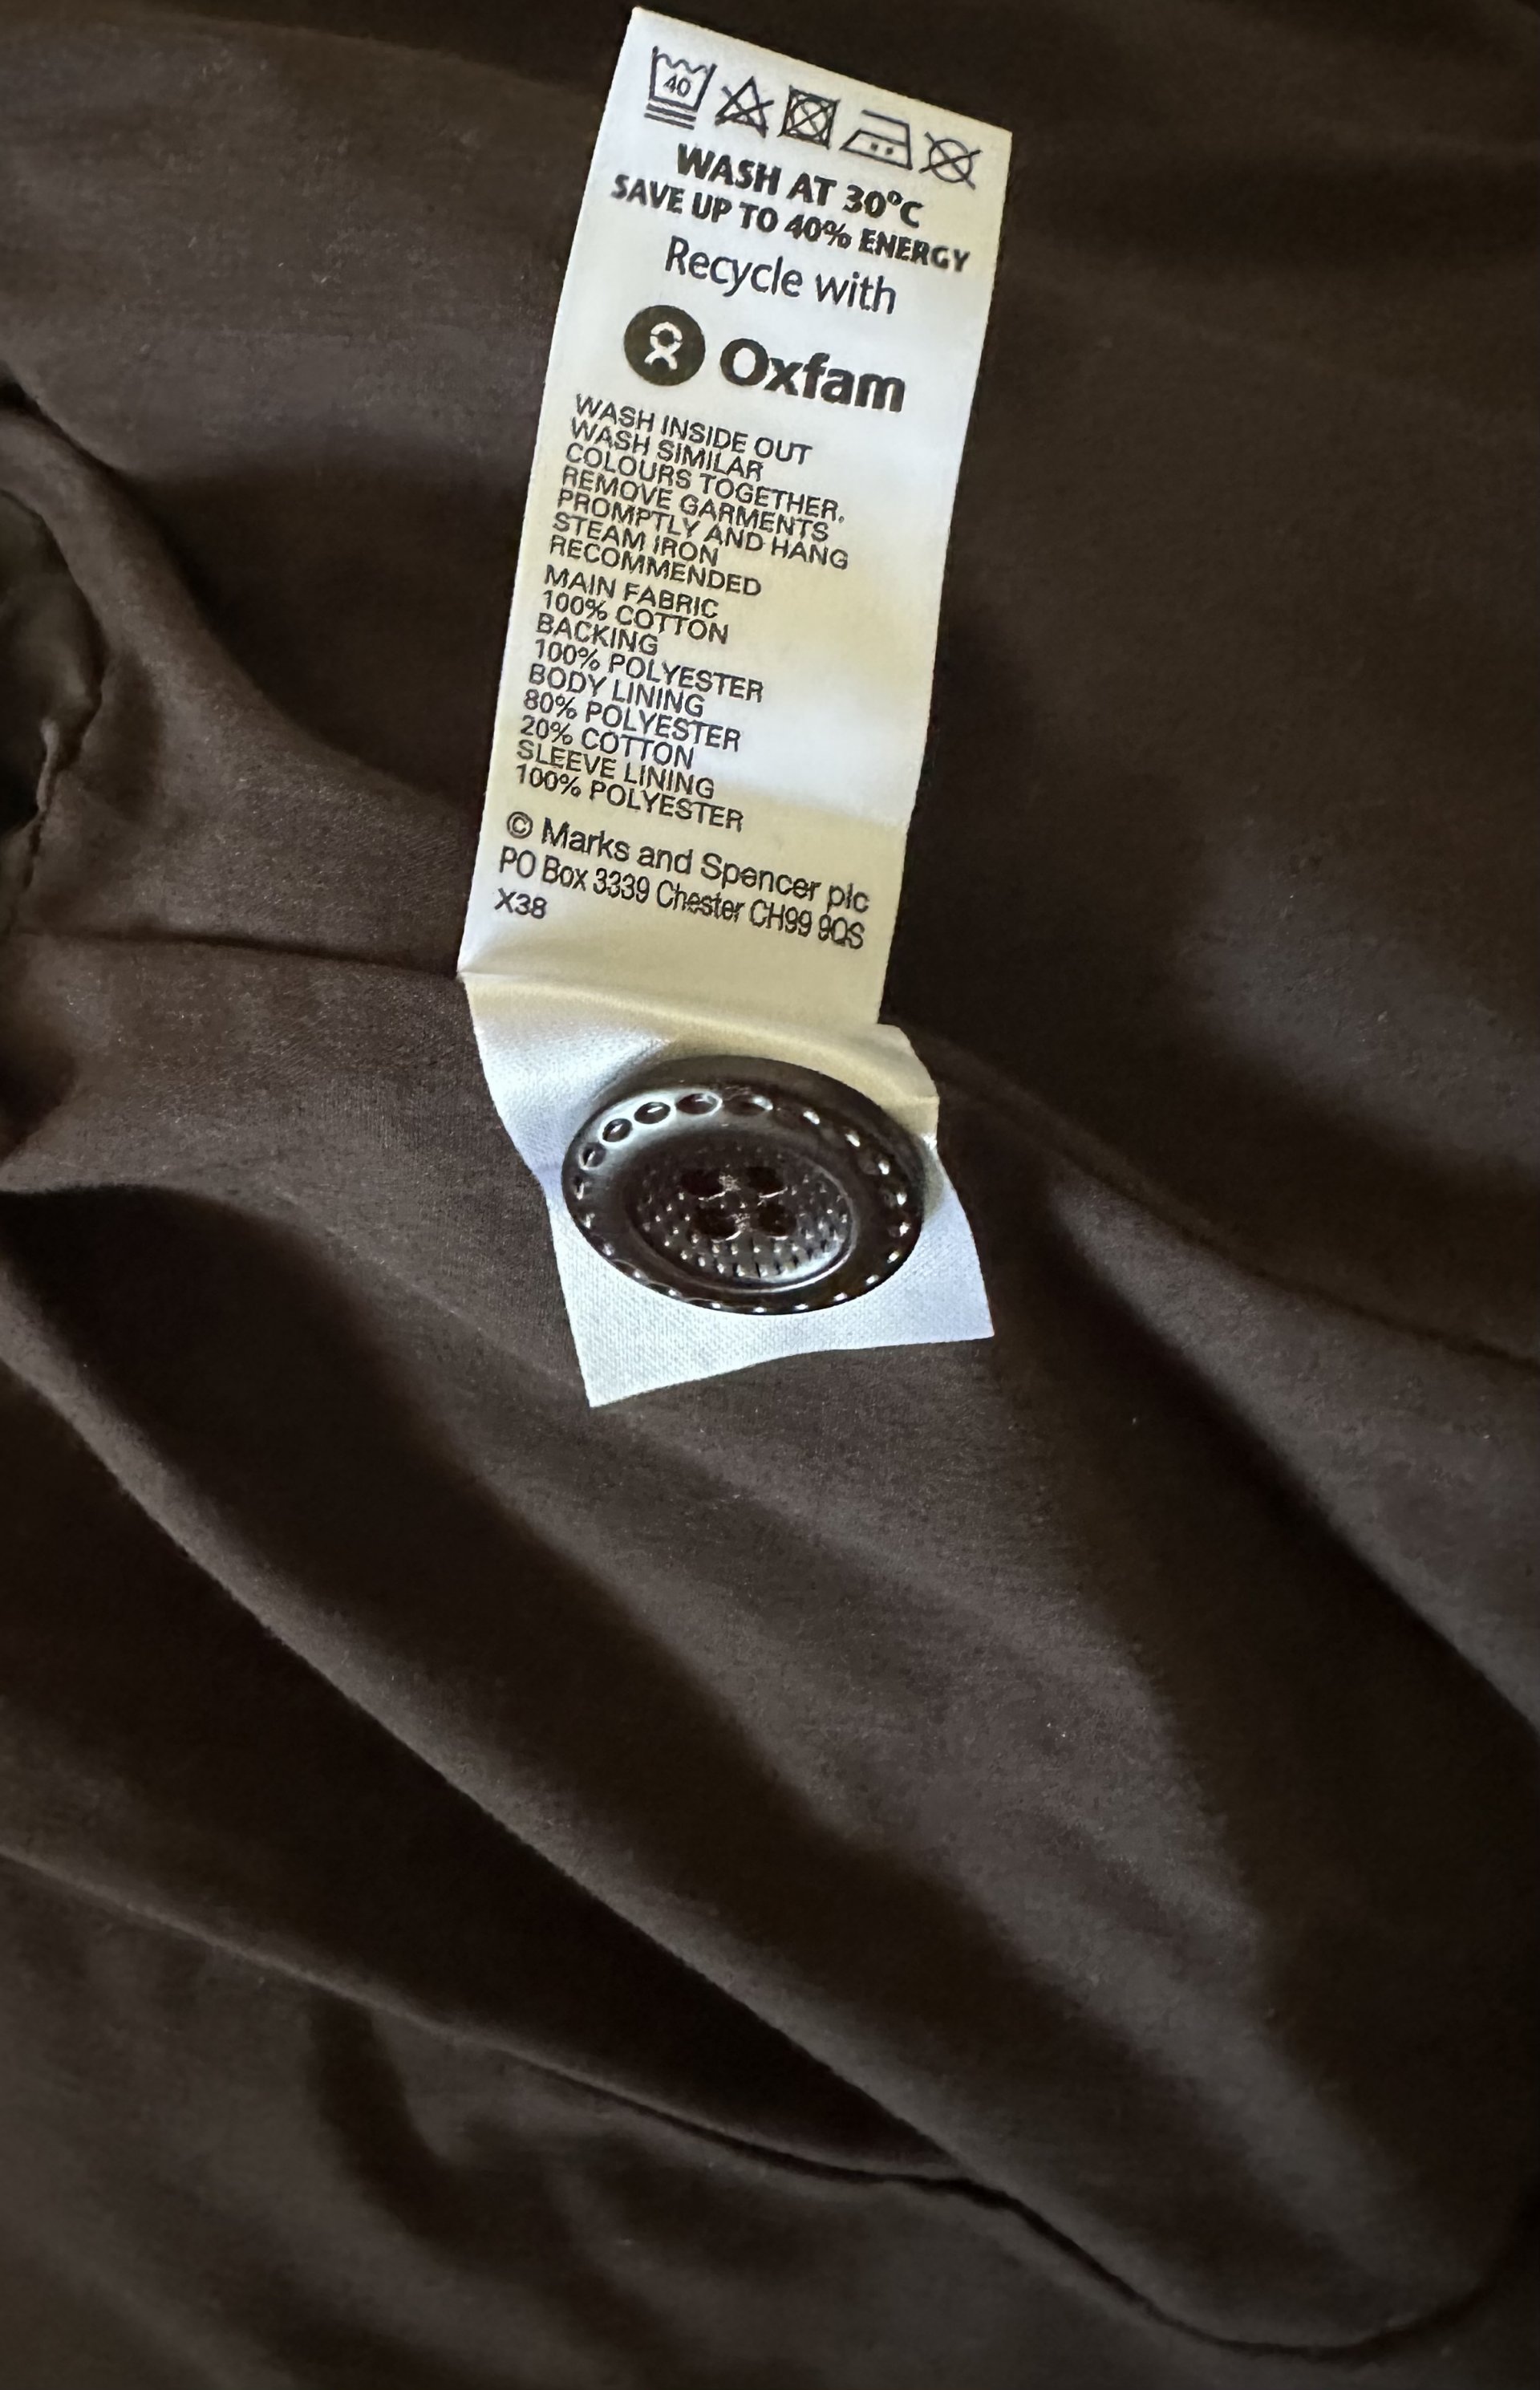 40
WASH AT 30°C
SAVE UP TO 40% ENERGY
Recycle with
Oxfam
WASH INSIDE OUT
WASH SIMILAR
COLOURS TOGETHER.
REMOVE GARMENTS
PROMPTLY AND HANG
STEAM IRON
RECOMMENDED
MAIN FABRIC
100% COTTON
BACKING
100% POLYESTER
BODY LINING
80% POLYESTER
20% COTTON
SLEEVE LINING
100% POLYESTER
© Marks and Spencer plc
PO Box 3339 Chester CH99 9QS
X38